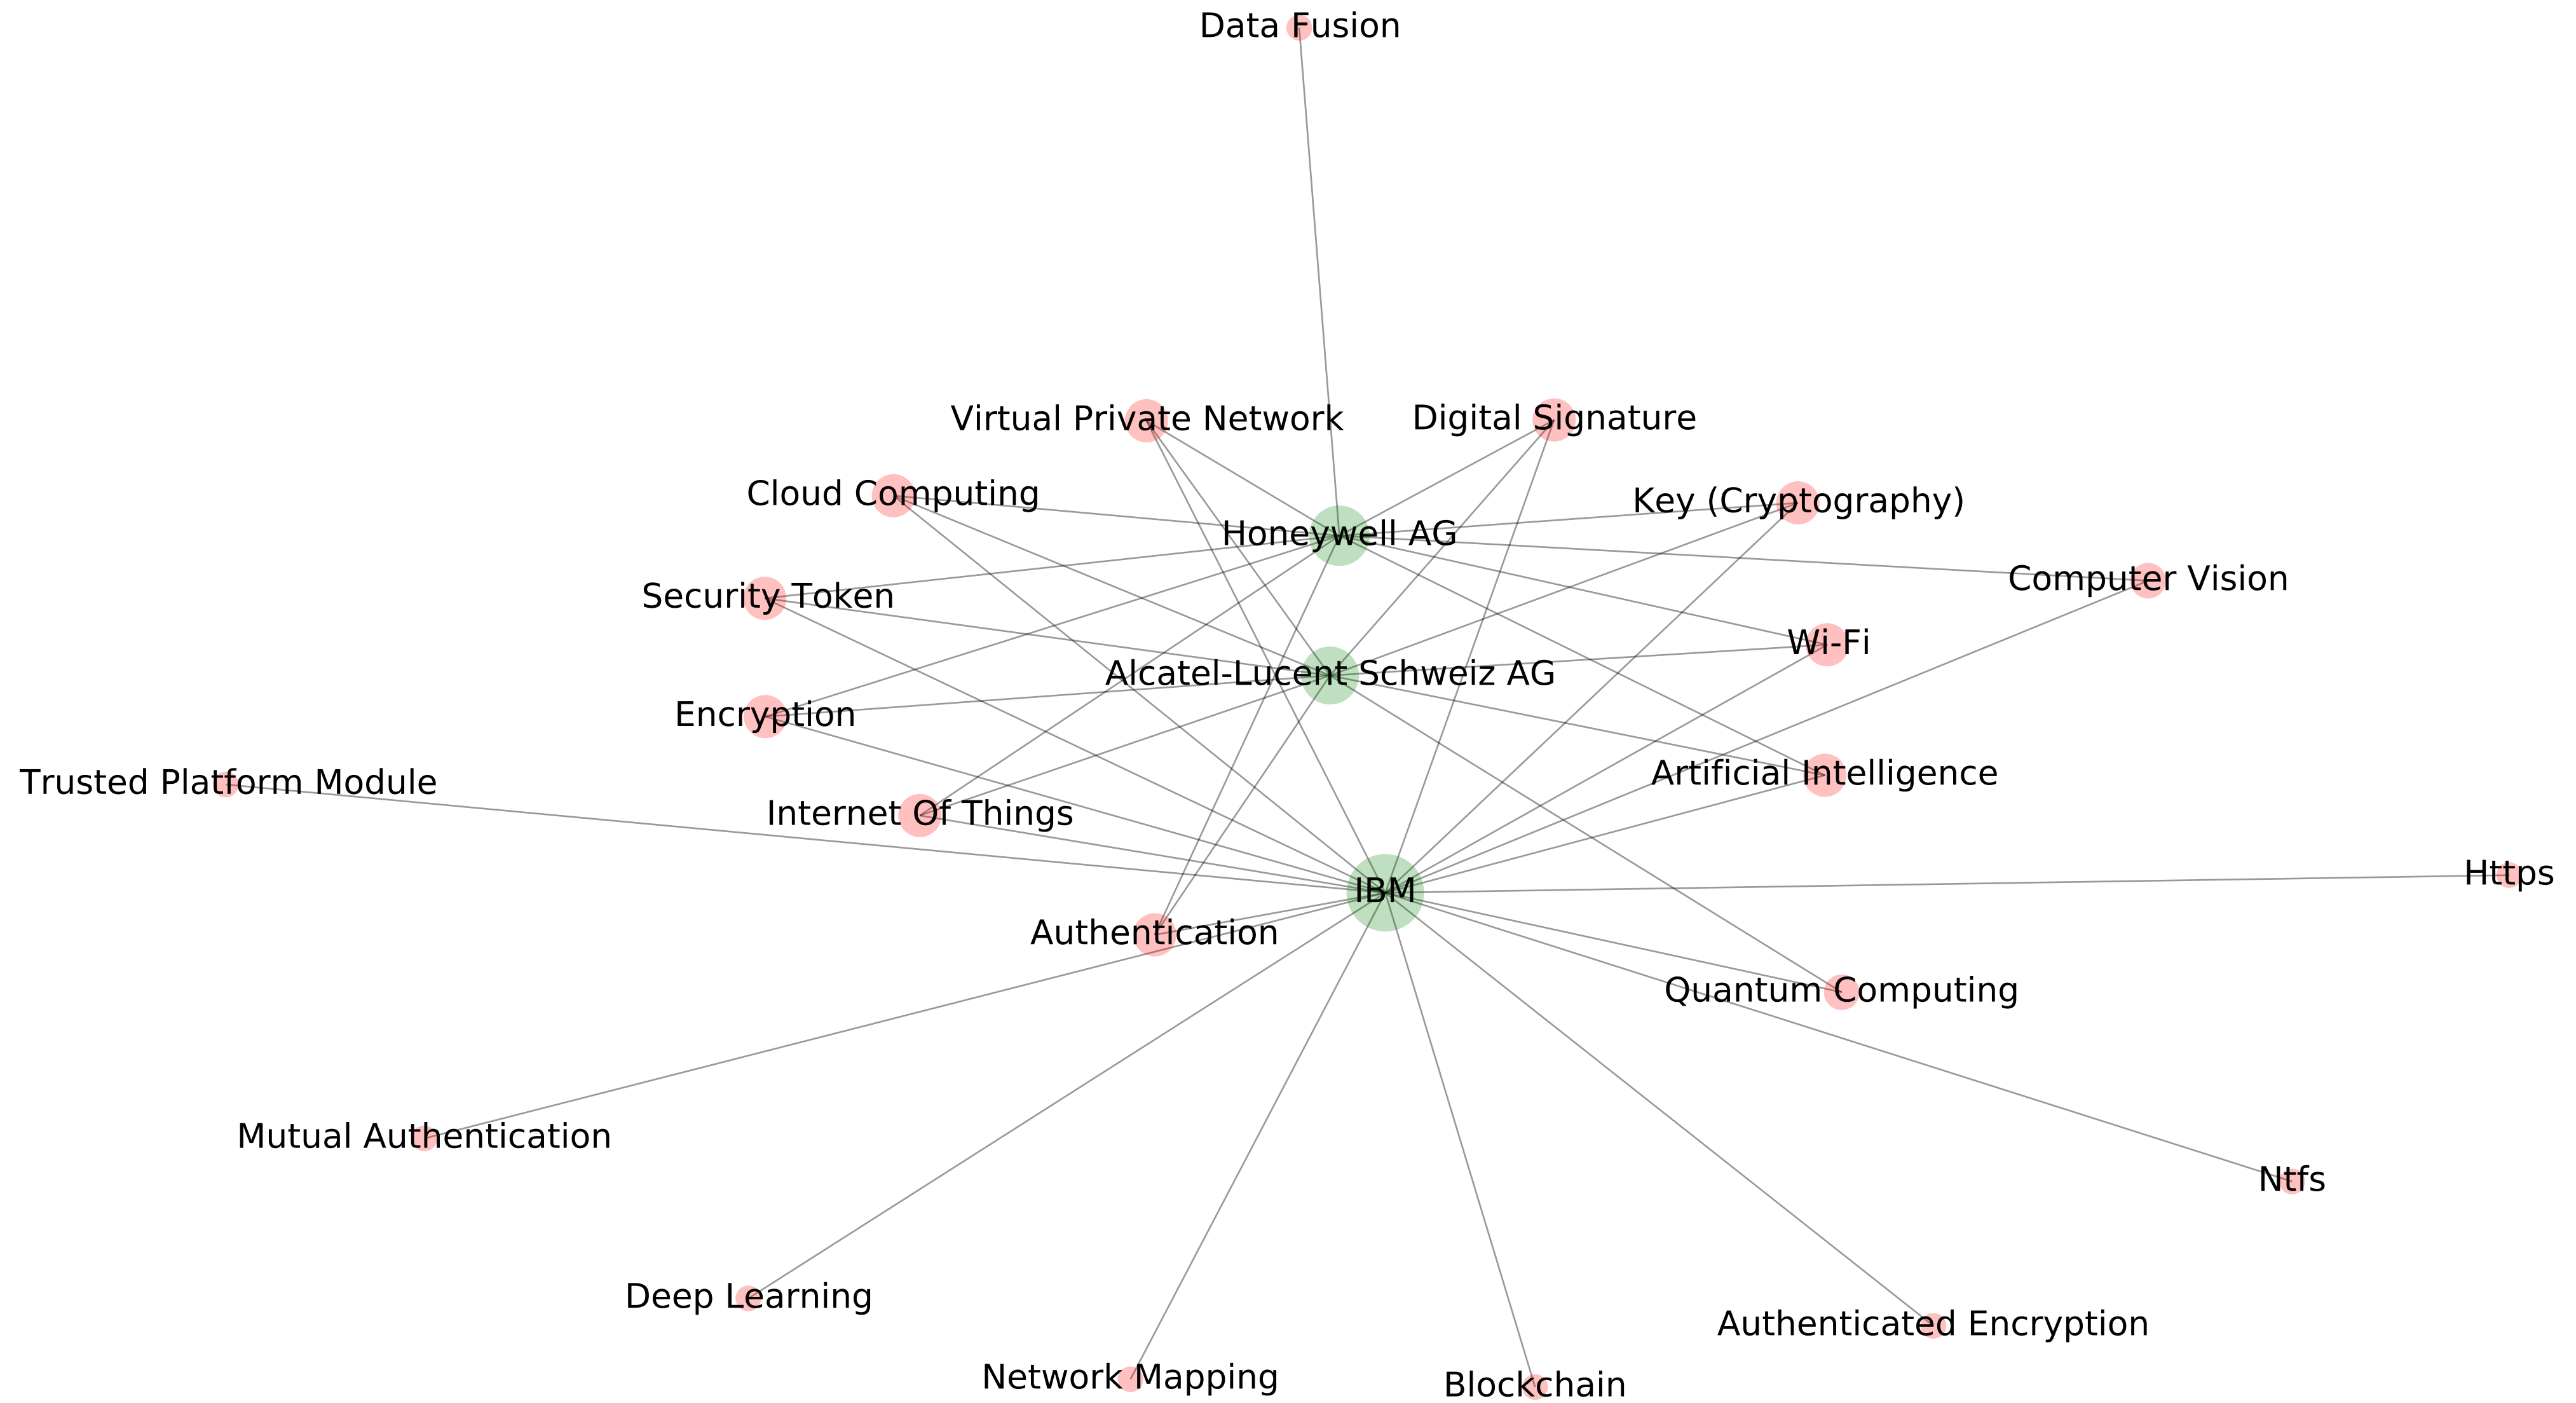 Data Fusion
Virtual Private Network
Digital Signature
Cloud Computing
Key (Cryptography)
Honeywell AG
Computer Vision
Security Token
Wi-Fi
Alcatel-Lucent Schweiz AG
Encryption
Artificial Intelligence
Trusted Platform Module
Internet Of Things
Https
IBM
Authentication
Quantum Computing
Mutual Authentication
Ntfs
Deep Learning
Authenticated Encryption
Network Mapping
Blockchain